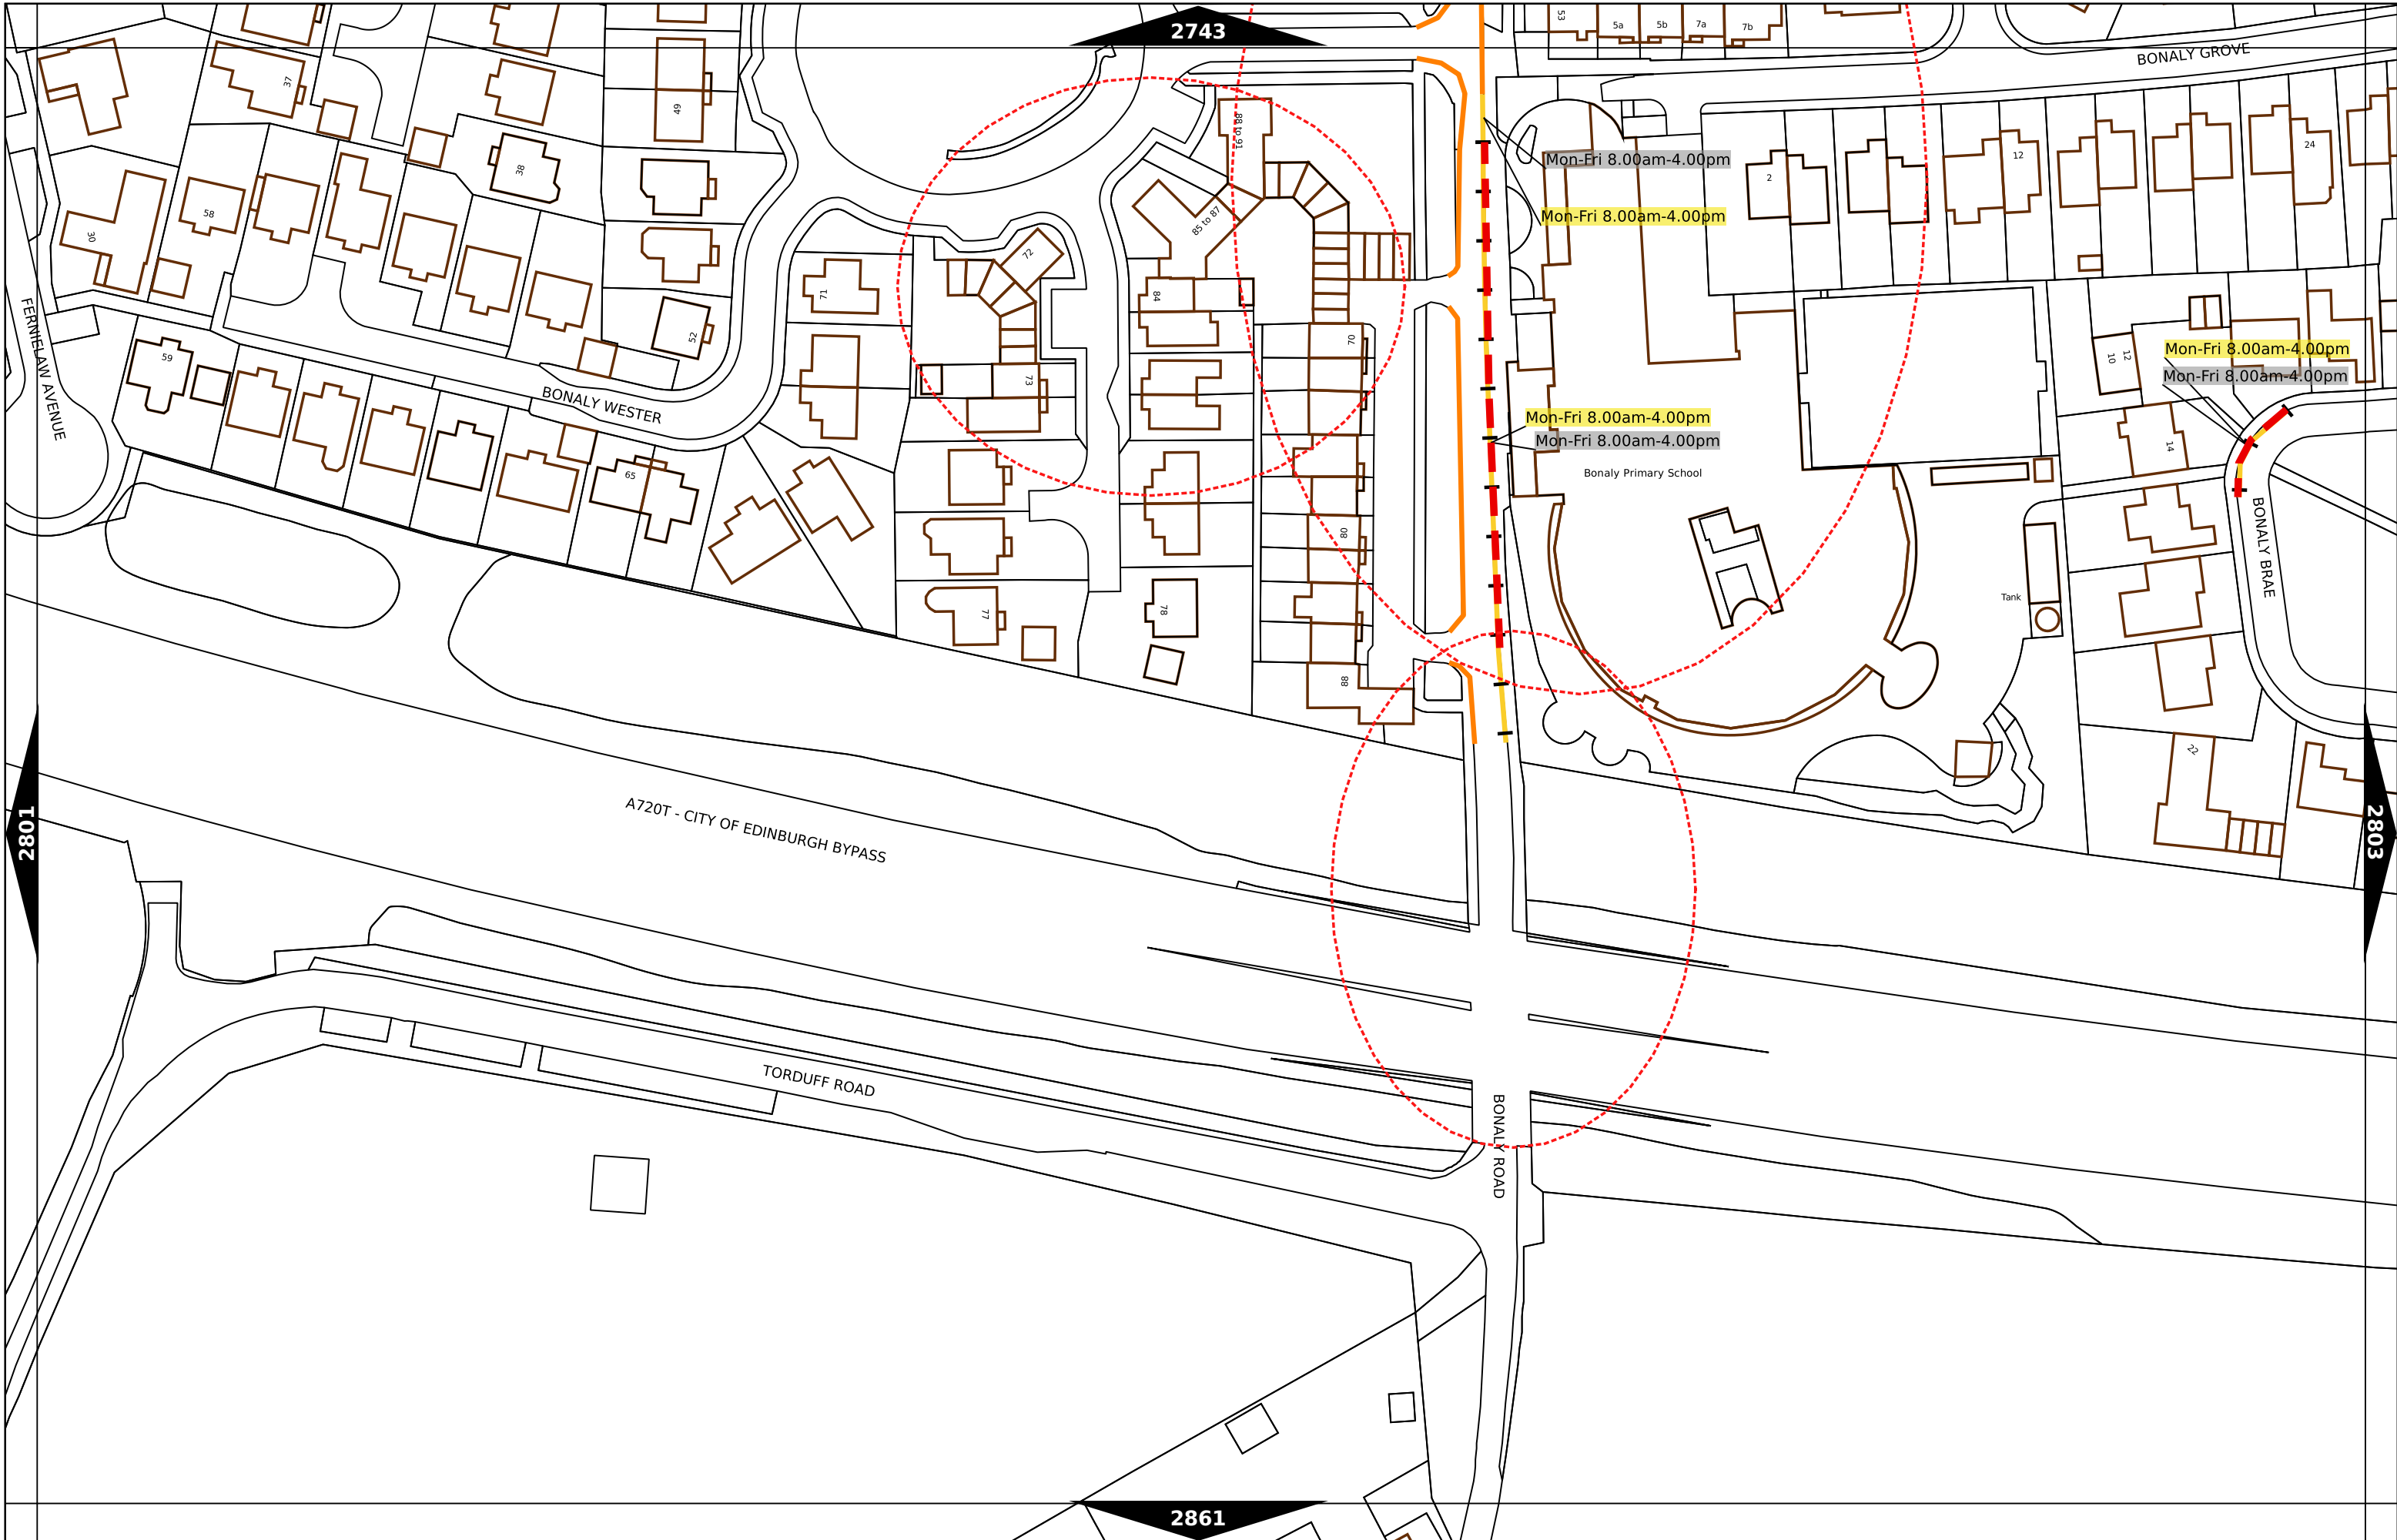 2743
53
5a
5b
7a
7b
BONALY GROVE
37
49
88 to 91
12
24
Mon-Fri 8.00am-4.00pm
38
2
30
58
85 to 87
Mon-Fri 8.00am-4.00pm
72
71
84
FERNIELAW AVENUE
59
52
70
10
12
Mon-Fri 8.00am-4.00pm
Mon-Fri 8.00am-4.00pm
73
BONALY WESTER
Mon-Fri 8.00am-4.00pm
Mon-Fri 8.00am-4.00pm
14
65
Bonaly Primary School
80
BONALY BRAE
77
78
Tank
88
22
2801
A720T - CITY OF EDINBURGH BYPASS
2803
TORDUFF ROAD
BONALY ROAD
2861